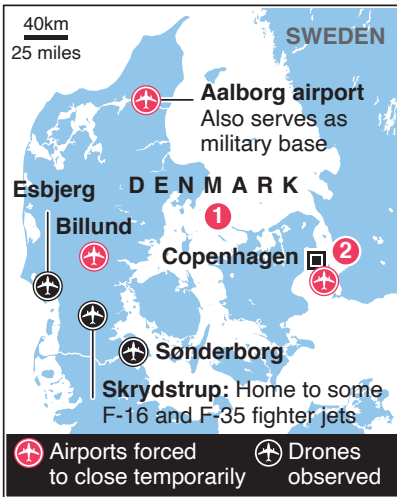 40km
25 miles
SWEDEN
Aalborg airport
Also serves as
military base
Esbjerg
DENMARK
1
Billund
Copenhagen
2
Sønderborg
Skrydstrup: Home to some
F-16 and F-35 fighter jets
Airports forced
to close temporarily
Drones
observed